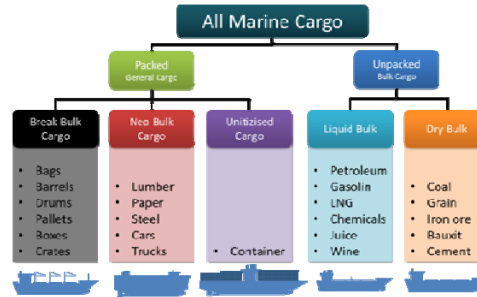 All Marine Cargo
Packed
General Cargo
Unpacked
Bulk Cargo
Break Bulk
Cargo
Neo Bulk
Cargo
Unitizised
Cargo
Liquid Bulk
Dry Bulk
• Bags
• Barrels
• Drums
• Pallets
• Boxes
• Crates
• Lumber
• Paper
• Steel
• Cars
• Trucks
• Container
• Petroleum
• Gasolin
• LNG
• Chemicals
• Juice
• Wine
• Coal
• Grain
• Iron ore
• Bauxit
• Cement